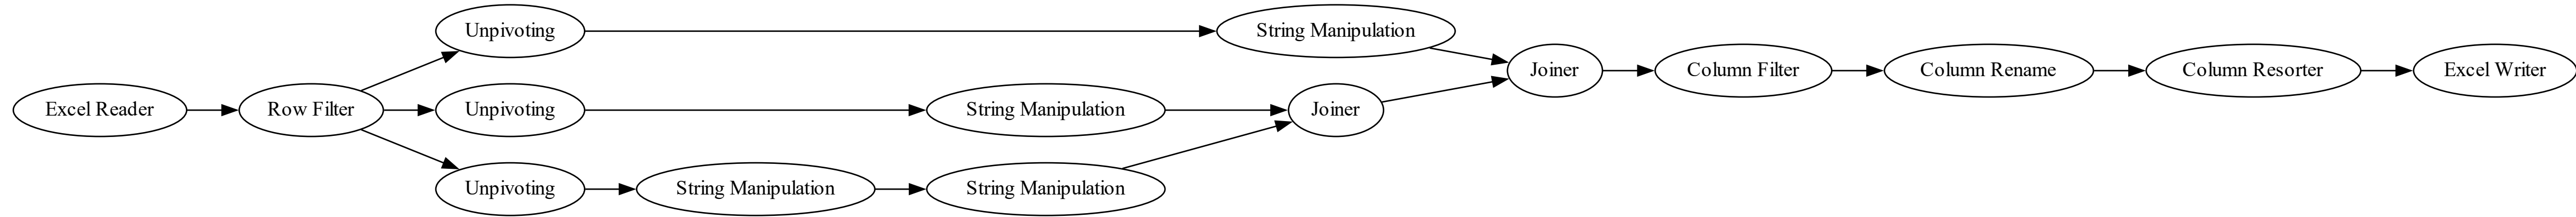 Excel Reader
Row Filter
Unpivoting
String Manipulation
Unpivoting
String Manipulation
Unpivoting
String Manipulation
String Manipulation
Joiner
Joiner
Column Filter
Column Rename
Column Resorter
Excel Writer